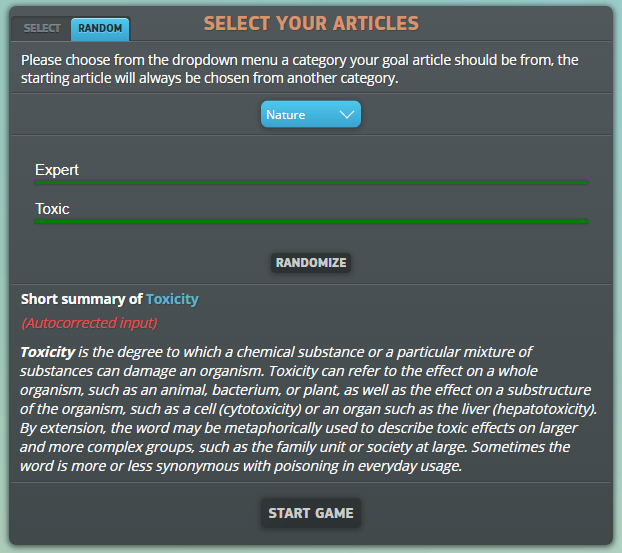 SELECT
RANDOM
SELECT YOUR ARTICLES
Please choose from the dropdown menu a category your goal article should be from, the
starting article will always be chosen from another category.
Nature
Expert
Toxic
RANDOMIZE
Short summary of Toxicity
(Autocorrected input)
Toxicity is the degree to which a chemical substance or a particular mixture of
substances can damage an organism. Toxicity can refer to the effect on a whole
organism, such as an animal, bacterium, or plant, as well as the effect on a substructure
of the organism, such as a cell (cytotoxicity) or an organ such as the liver (hepatotoxicity).
By extension, the word may be metaphorically used to describe toxic effects on larger
and more complex groups, such as the family unit or society at large. Sometimes the
word is more or less synonymous with poisoning in everyday usage.
START GAME